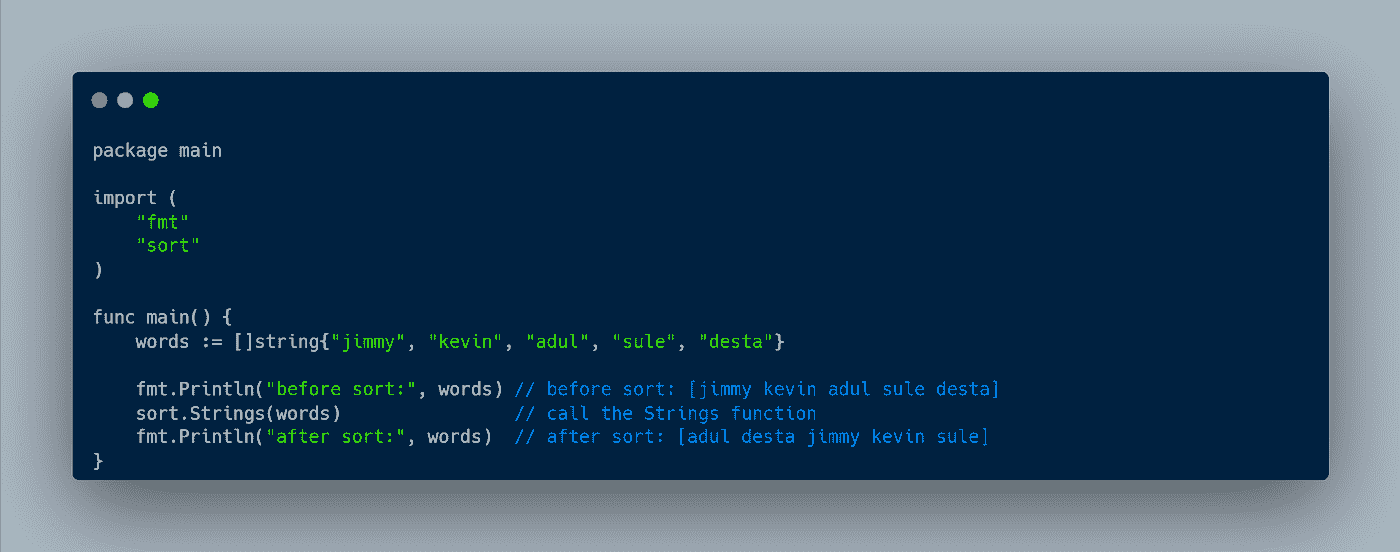 package main
import (
    "fmt"
    "sort"
)
func main() {
    words := []string{"jimmy", "kevin", "adul", "sule", "desta"}
    fmt.Println("before sort:", words) // before sort: [jimmy kevin adul sule desta]
    sort.Strings(words)                // call the Strings function
    fmt.Println("after sort:", words)  // after sort: [adul desta jimmy kevin sule]
}